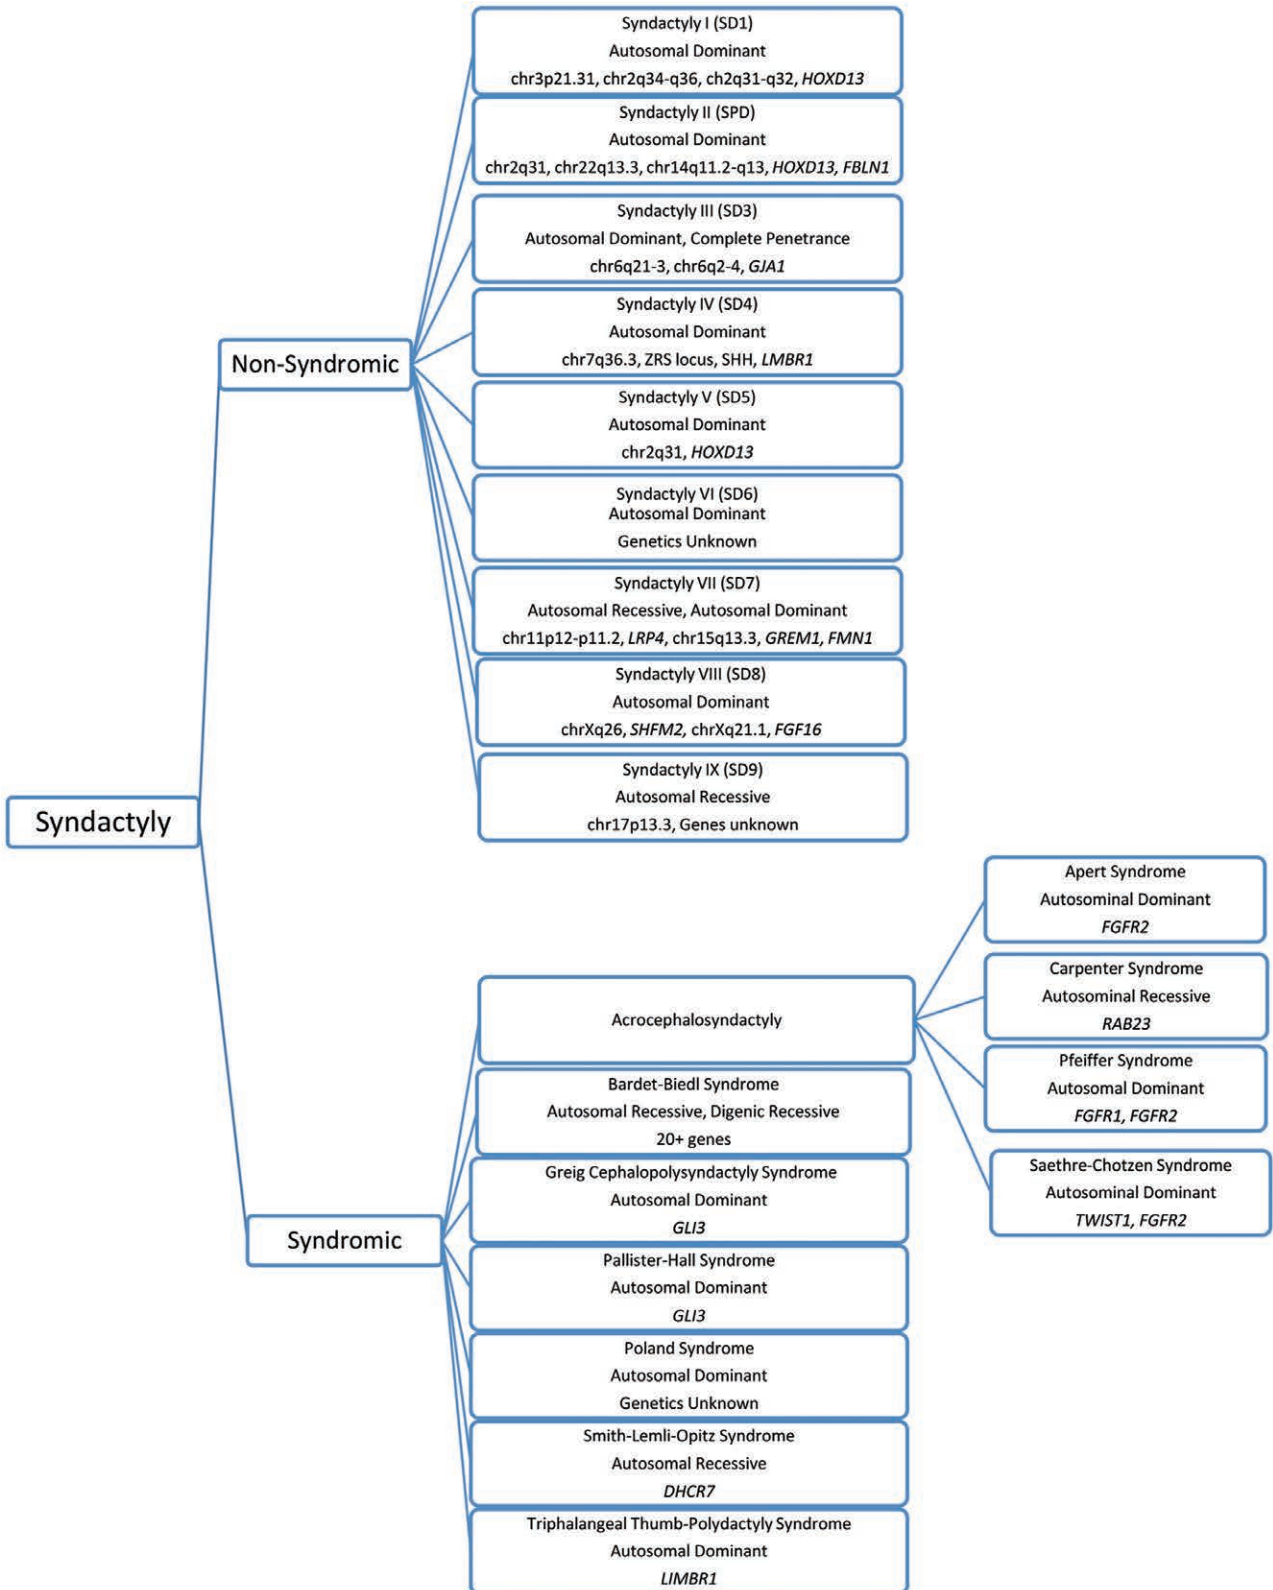 Syndactyly
Non-Syndromic
Syndactyly I (SD1)
Autosomal Dominant
chr3p21.31, chr2q34-q36, ch2q31-q32, HOXD13
Syndactyly II (SPD)
Autosomal Dominant
chr2q31, chr22q13.3, chr14q11.2-q13, HOXD13, FBLN1
Syndactyly III (SD3)
Autosomal Dominant, Complete Penetrance
chr6q21-3, chr6q2-4, GJA1
Syndactyly IV (SD4)
Autosomal Dominant
chr7q36.3, ZRS locus, SHH, LMBR1
Syndactyly V (SD5)
Autosomal Dominant
chr2q31, HOXD13
Syndactyly VI (SD6)
Autosomal Dominant
Genetics Unknown
Syndactyly VII (SD7)
Autosomal Recessive, Autosomal Dominant
chr11p12-p11.2, LRP4, chr15q13.3, GREM1, FMN1
Syndactyly VIII (SD8)
Autosomal Dominant
chrXq26, SHFM2, chrXq21.1, FGF16
Syndactyly IX (SD9)
Autosomal Recessive
chr17p13.3, Genes unknown
Syndromic
Acrocephalosyndactyly
Apert Syndrome
Autosominal Dominant
FGFR2
Carpenter Syndrome
Autosominal Recessive
RAB23
Pfeiffer Syndrome
Autosomal Dominant
FGFR1, FGFR2
Saethre-Chotzen Syndrome
Autosominal Dominant
TWIST1, FGFR2
Bardet-Biedl Syndrome
Autosomal Recessive, Digenic Recessive
20+ genes
Greig Cephalopolysyndactyly Syndrome
Autosomal Dominant
GLI3
Pallister-Hall Syndrome
Autosomal Dominant
GLI3
Poland Syndrome
Autosomal Dominant
Genetics Unknown
Smith-Lemli-Opitz Syndrome
Autosomal Recessive
DHCR7
Triphalangeal Thumb-Polydactyly Syndrome
Autosomal Dominant
LIMBR1